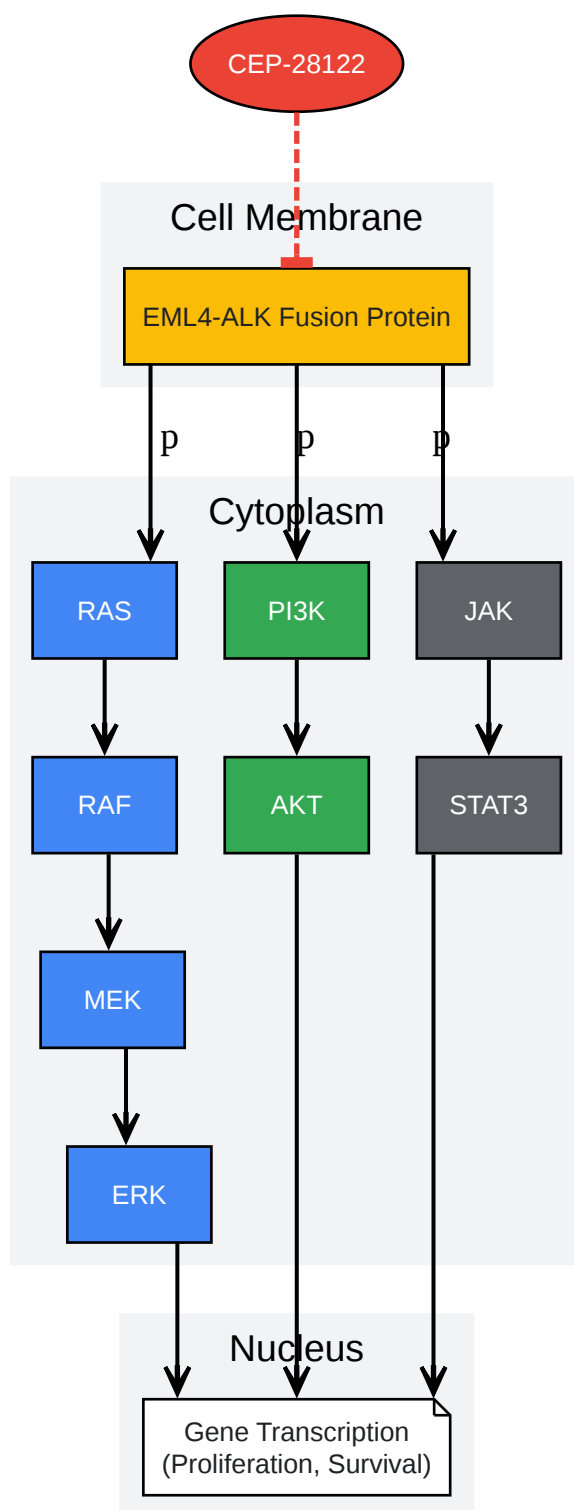 CEP-28122
Cell Membrane
EML4-ALK Fusion Protein
p p p
Cytoplasm
RAS PI3K JAK
RAF AKT STAT3
MEK
ERK
Nucleus
Gene Transcription
(Proliferation, Survival)